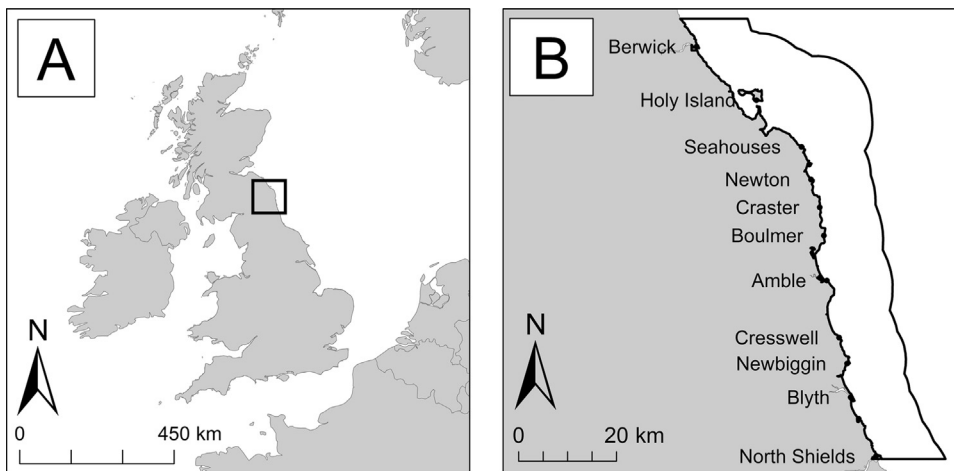 A
N
0 450 km
B
Berwick
Holy Island
Seahouses
Newton
Craster
Boulmer
Amble
Cresswell
Newbiggin
Blyth
North Shields
N
0 20 km